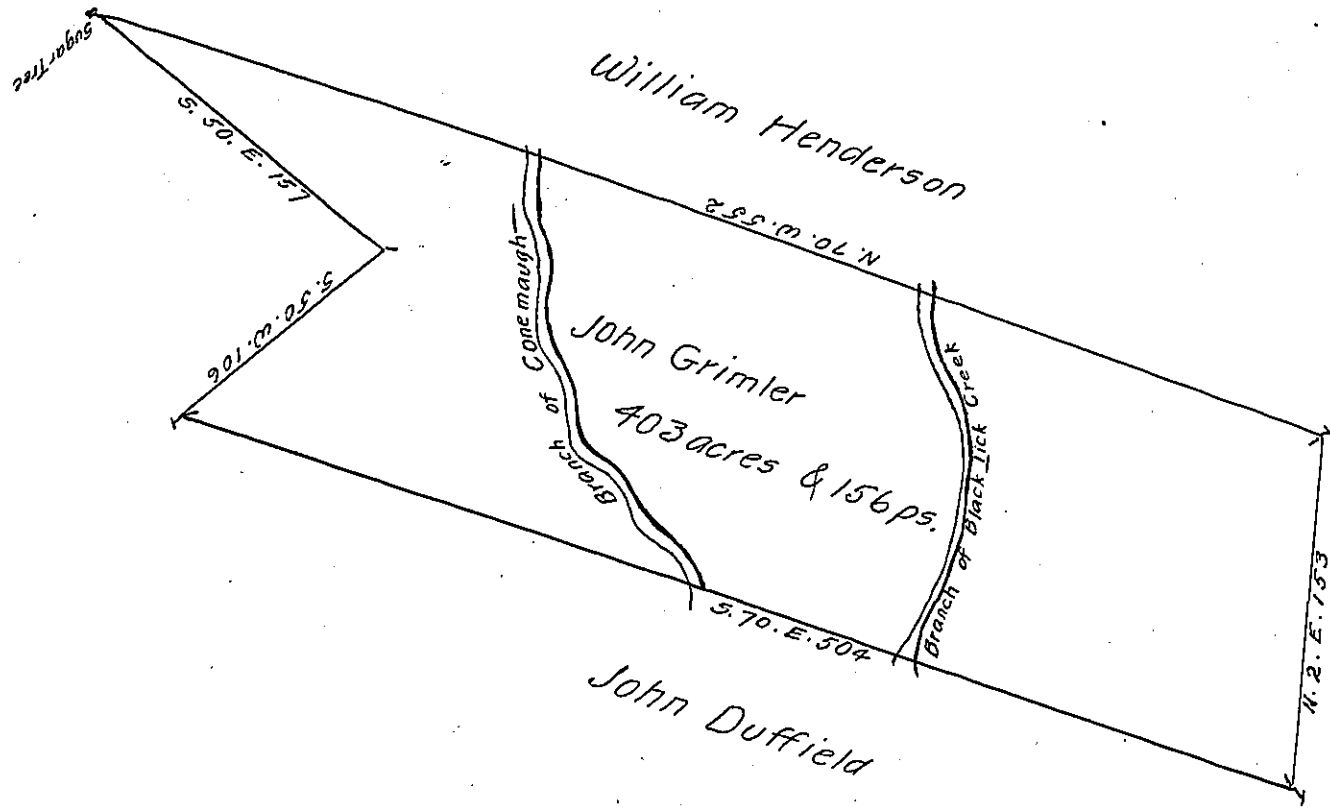 Sugar Tree
S. 50. E. 157
S. 50. W. 106
William Henderson
N. 70. W. 552
Branch of Conemaugh
John Grimler
403 acres & 156 ps.
Branch of Black Lick Creek
S. 70. E. 504
N. 2. E. 153
John Duffield